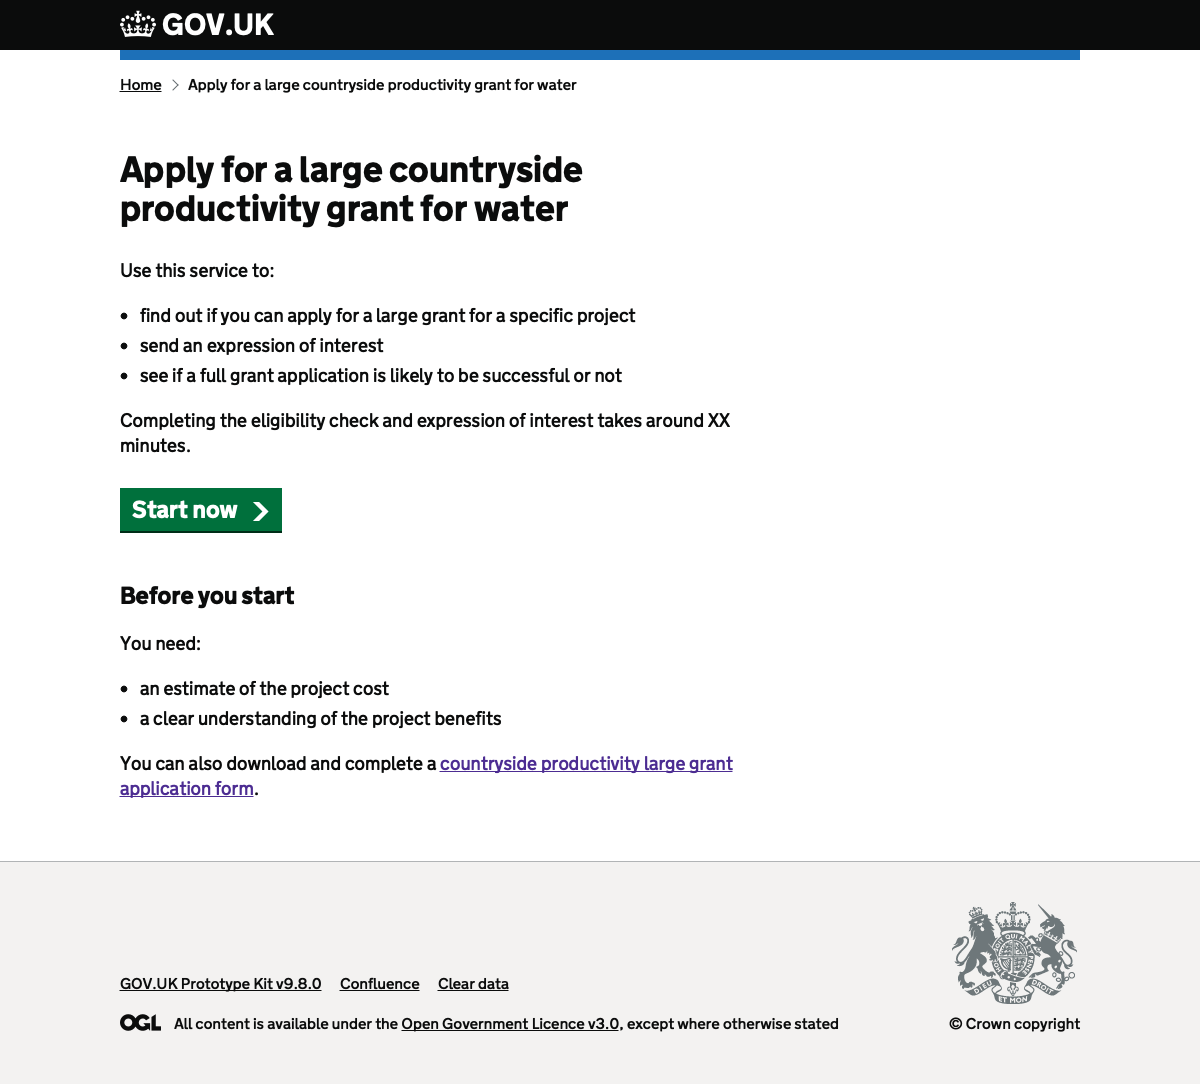 GOV.UK
Home > Apply for a large countryside productivity grant for water
Apply for a large countryside
productivity grant for water
Use this service to:
• find out if you can apply for a large grant for a specific project
• send an expression of interest
• see if a full grant application is likely to be successful or not
Completing the eligibility check and expression of interest takes around XX
minutes.
Start now
Before you start
You need:
• an estimate of the project cost
• a clear understanding of the project benefits
You can also download and complete a countryside productivity large grant
application form.
GOV.UK Prototype Kit v9.8.0 Confluence Clear data
OGL All content is available under the Open Government Licence v3.0, except where otherwise stated
DIEU ET MON DROIT
© Crown copyright